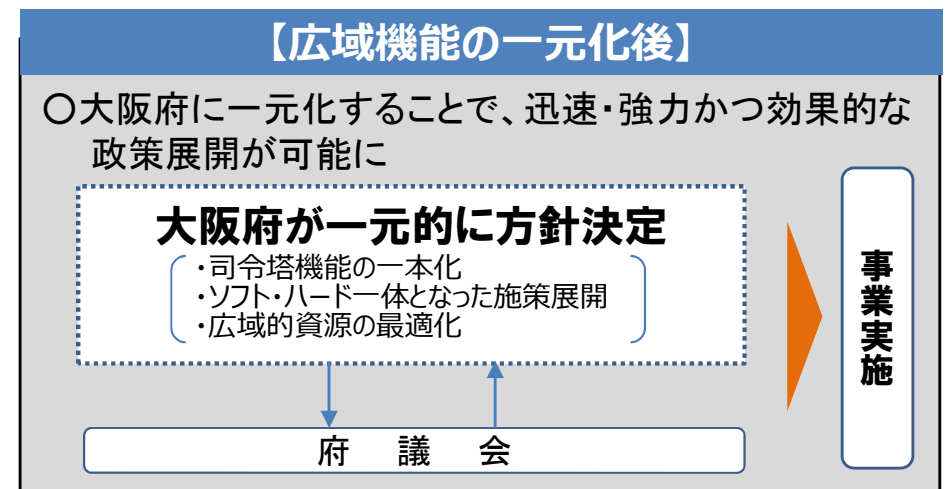 【広域機能の一元化後】
〇大阪府に一元化することで、迅速・強力かつ効果的な
政策展開が可能に
大阪府が一元的に方針決定
・司令塔機能の一本化
・ソフト・ハード一体となった施策展開
・広域的資源の最適化
事業実施
府　議　会